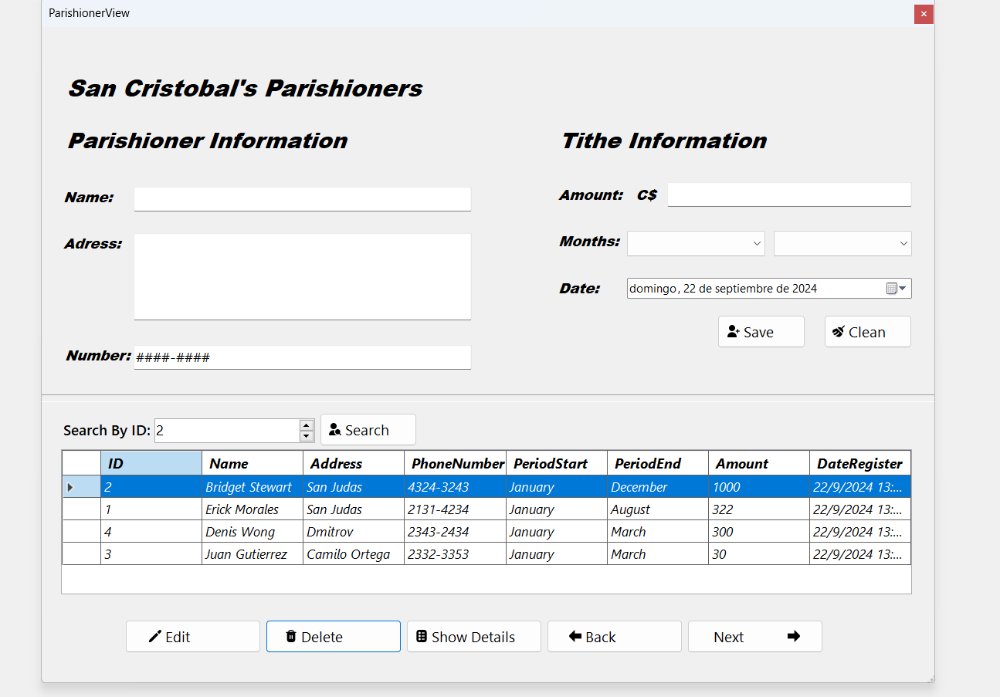 ParishionerView
San Cristobal's Parishioners
Parishioner Information
Tithe Information
Name:
Amount: C$
Adress:
Months:
Date: domingo, 22 de septiembre de 2024
Save Clean
Number: ####-####
Search By ID: 2 Search
ID Name Address PhoneNumber PeriodStart PeriodEnd Amount DateRegister
2 Bridget Stewart San Judas 4324-3243 January December 1000 22/9/2024 13:...
1 Erick Morales San Judas 2131-4234 January August 322 22/9/2024 13:...
4 Denis Wong Dmitrov 2343-2434 January March 300 22/9/2024 13:...
3 Juan Gutierrez Camilo Ortega 2332-3353 January March 30 22/9/2024 13:...
Edit Delete Show Details Back Next